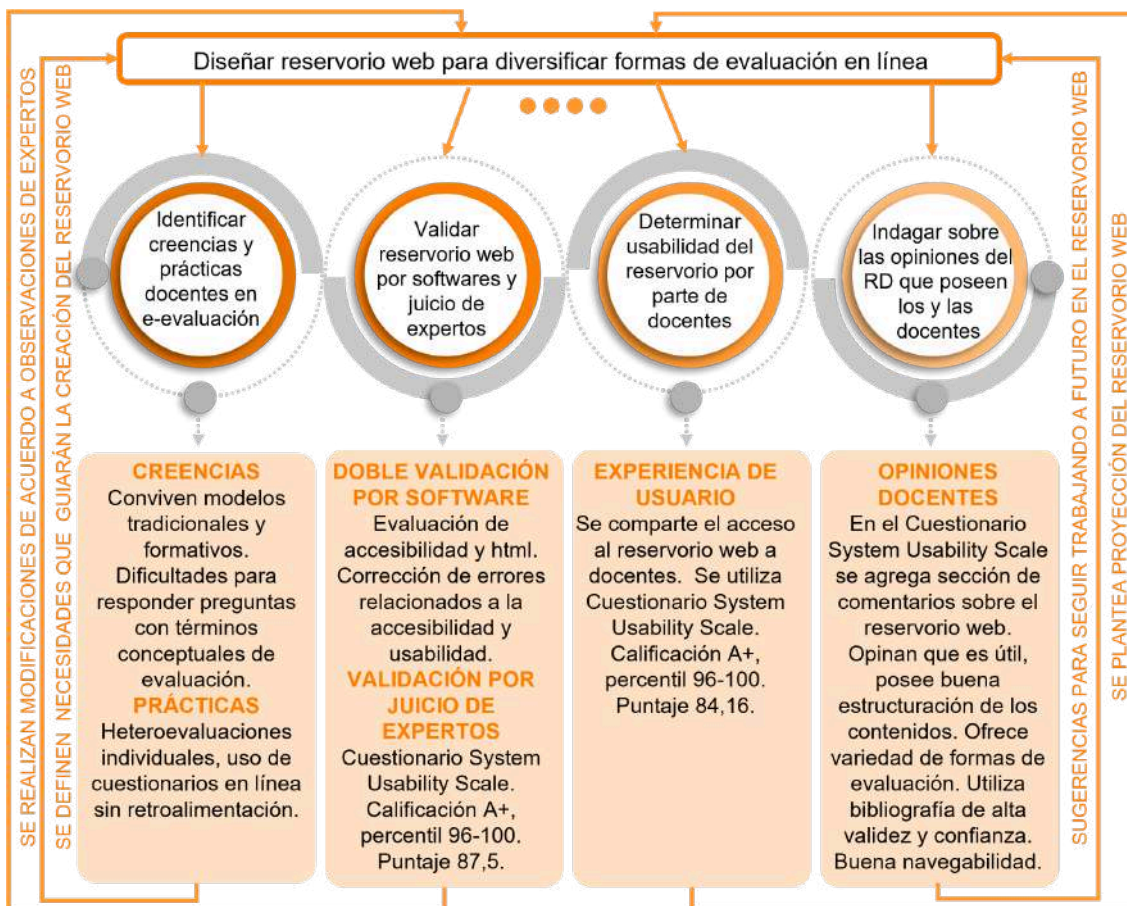 Diseñar reservorio web para diversificar formas de evaluación en línea
SE REALIZAN MODIFICACIONES DE ACUERDO A OBSERVACIONES DE EXPERTOS
SE DEFINEN NECESIDADES QUE GUIARÁN LA CREACIÓN DEL RESERVORIO WEB
Identificar
creencias y
prácticas
docentes en
e-evaluación
Validar
reservorio web
por softwares y
juicio de
expertos
Determinar
usabilidad del
reservorio por
parte de
docentes
Indagar sobre
las opiniones del
RD que poseen
los y las
docentes
CREENCIAS
Conviven modelos
tradicionales y
formativos.
Dificultades para
responder preguntas
con términos
conceptuales de
evaluación.
PRÁCTICAS
Heteroevaluaciones
individuales, uso de
cuestionarios en línea
sin retroalimentación.
DOBLE VALIDACIÓN
POR SOFTWARE
Evaluación de
accesibilidad y html.
Corrección de errores
relacionados a la
accesibilidad y
usabilidad.
VALIDACIÓN POR
JUICIO DE
EXPERTOS
Cuestionario System
Usability Scale.
Calificación A+,
percentil 96-100.
Puntaje 87,5.
EXPERIENCIA DE
USUARIO
Se comparte el acceso
al reservorio web a
docentes. Se utiliza
Cuestionario System
Usability Scale.
Calificación A+,
percentil 96-100.
Puntaje 84,16.
OPINIONES
DOCENTES
En el Cuestionario
System Usability Scale
se agrega sección de
comentarios sobre el
reservorio web.
Opinan que es útil,
posee buena
estructuración de los
contenidos. Ofrece
variedad de formas de
evaluación. Utiliza
bibliografía de alta
validez y confianza.
Buena navegabilidad.
SUGERENCIAS PARA SEGUIR TRABAJANDO A FUTURO EN EL RESERVORIO WEB
SE PLANTEA PROYECCIÓN DEL RESERVORIO WEB